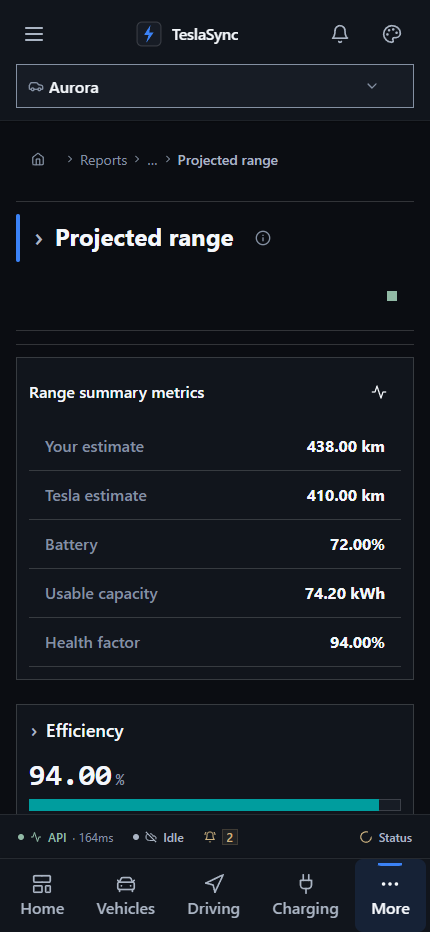 TeslaSync
Aurora
Reports ... Projected range
Projected range
Range summary metrics
Your estimate 438.00 km
Tesla estimate 410.00 km
Battery 72.00%
Usable capacity 74.20 kWh
Health factor 94.00%
Efficiency
94.00%
API · 164ms Idle 2 Status
Home Vehicles Driving Charging More